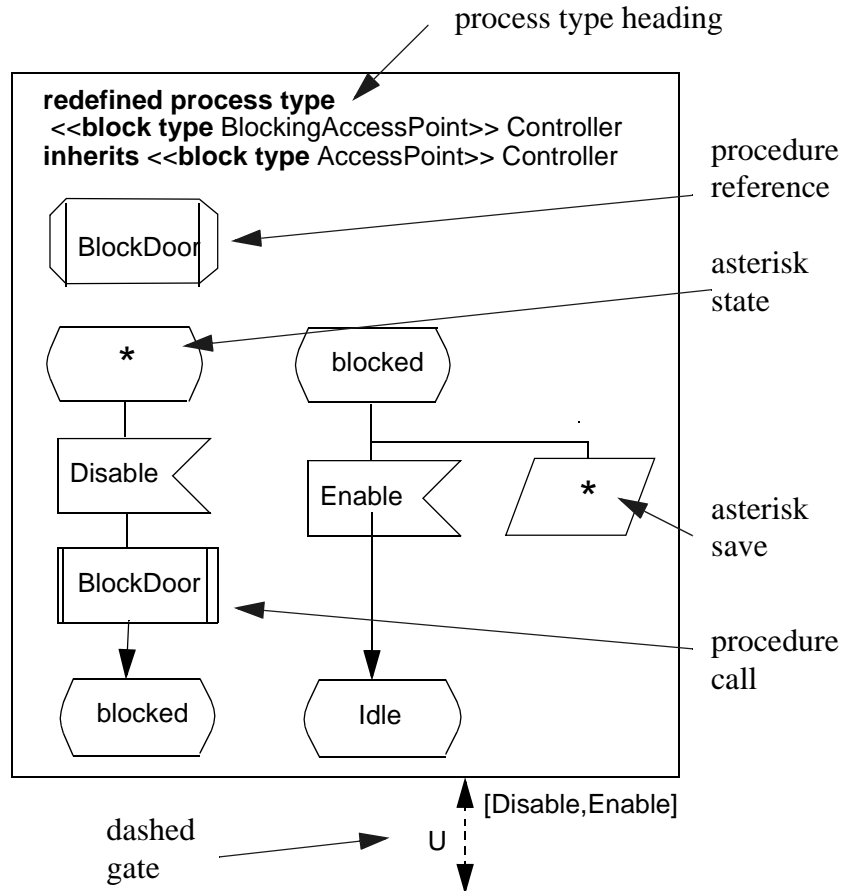 process type heading
redefined process type
<<block type BlockingAccessPoint>> Controller
inherits <<block type AccessPoint>> Controller
procedure
reference
BlockDoor
asterisk
state
*
blocked
Disable
Enable
*
asterisk
save
BlockDoor
procedure
call
blocked
Idle
[Disable,Enable]
dashed
gate
U